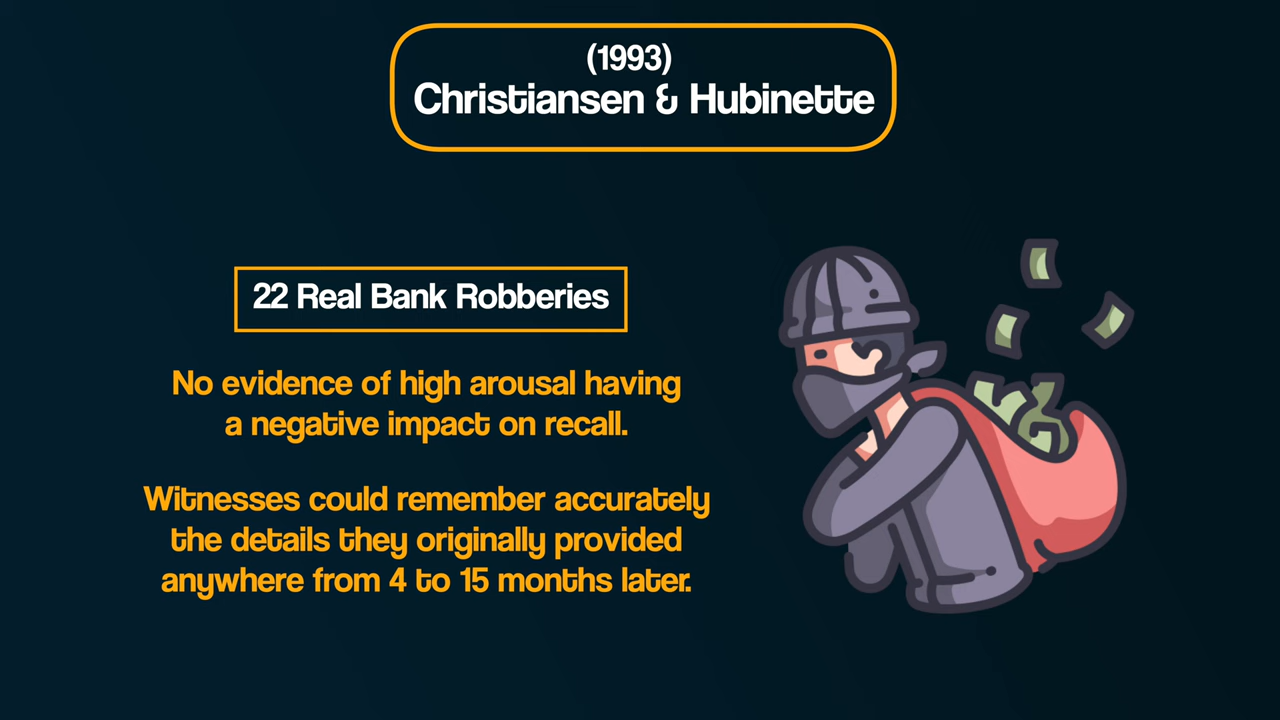 (1993)
Christiansen & Hubinette
22 Real Bank Robberies
No evidence of high arousal having
a negative impact on recall.
Witnesses could remember accurately
the details they originally provided
anywhere from 4 to 15 months later.